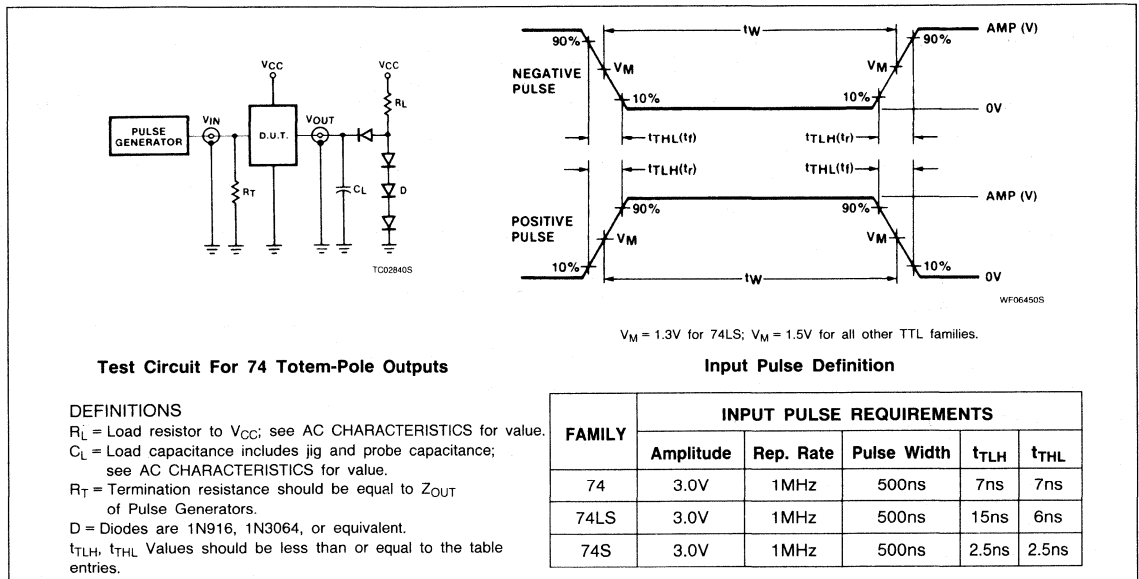 VCC
VCC
RL
PULSE
GENERATOR
VIN
D.U.T.
VOUT
RT
CL
D
TC02840S
tW
AMP (V)
90%
90%
NEGATIVE
PULSE
VM
VM
10%
10%
0V
tTHL(tf)
tTLH(tr)
tTLH(tr)
tTHL(tf)
AMP (V)
90%
90%
POSITIVE
PULSE
VM
VM
10%
10%
tW
0V
WF06450S
VM = 1.3V for 74LS; VM = 1.5V for all other TTL families.
Test Circuit For 74 Totem-Pole Outputs
Input Pulse Definition
DEFINITIONS
RL = Load resistor to VCC; see AC CHARACTERISTICS for value.
CL = Load capacitance includes jig and probe capacitance;
see AC CHARACTERISTICS for value.
RT = Termination resistance should be equal to ZOUT
of Pulse Generators.
D = Diodes are 1N916, 1N3064, or equivalent.
tTLH, tTHL Values should be less than or equal to the table
entries.
FAMILY
INPUT PULSE REQUIREMENTS
Amplitude Rep. Rate Pulse Width tTLH tTHL
74 3.0V 1MHz 500ns 7ns 7ns
74LS 3.0V 1MHz 500ns 15ns 6ns
74S 3.0V 1MHz 500ns 2.5ns 2.5ns